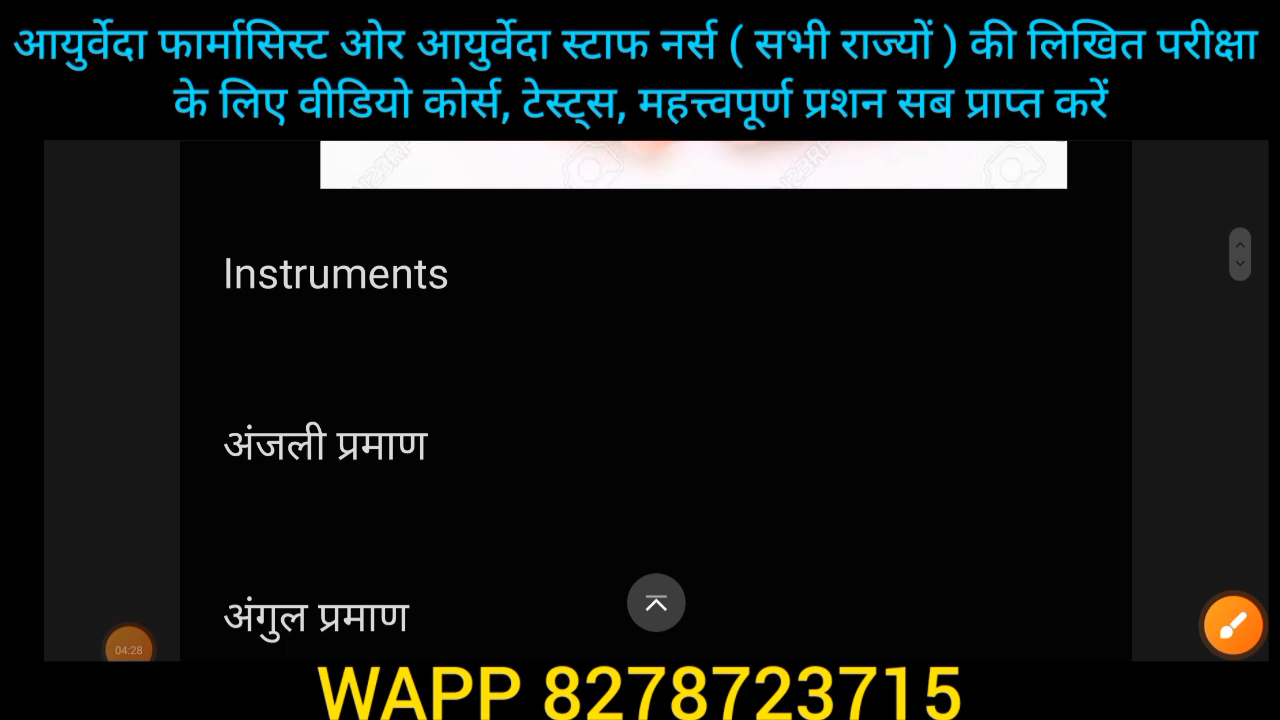 आयुर्वेदा फार्मासिस्ट ओर आयुर्वेदा स्टाफ नर्स ( सभी राज्यों ) की लिखित परीक्षा
के लिए वीडियो कोर्स, टेस्ट्स, महत्त्वपूर्ण प्रशन सब प्राप्त करें
Instruments
अंजली प्रमाण
अंगुल प्रमाण
04:28
WAPP 8278723715